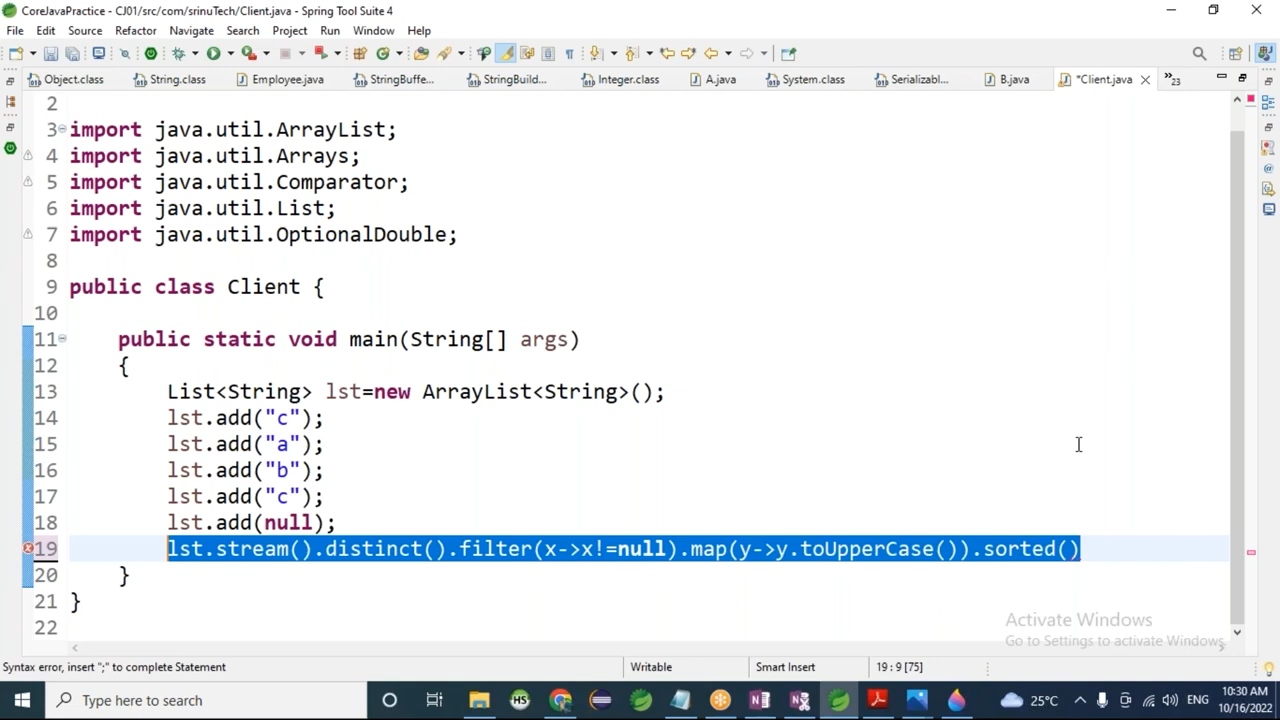 CoreJavaPractice - CJ01/src/com/srinuTech/Client.java - Spring Tool Suite 4
File Edit Source Refactor Navigate Search Project Run Window Help
Object.class String.class Employee.java StringBuffe... StringBuild... Integer.class A.java System.class Serializabl... B.java *Client.java »23
2
3 import java.util.ArrayList;
4 import java.util.Arrays;
5 import java.util.Comparator;
6 import java.util.List;
7 import java.util.OptionalDouble;
8
9 public class Client {
10
11 public static void main(String[] args)
12 {
13 List<String> lst=new ArrayList<String>();
14 lst.add("c");
15 lst.add("a");
16 lst.add("b");
17 lst.add("c");
18 lst.add(null);
19 lst.stream().distinct().filter(x->x!=null).map(y->y.toUpperCase()).sorted()
20 }
21 }
22
Activate Windows
Go to Settings to activate Windows.
Syntax error, insert ";" to complete Statement Writable Smart Insert 19 : 9 [75]
Type here to search HS 25°C ENG 10:30 AM
10/16/2022